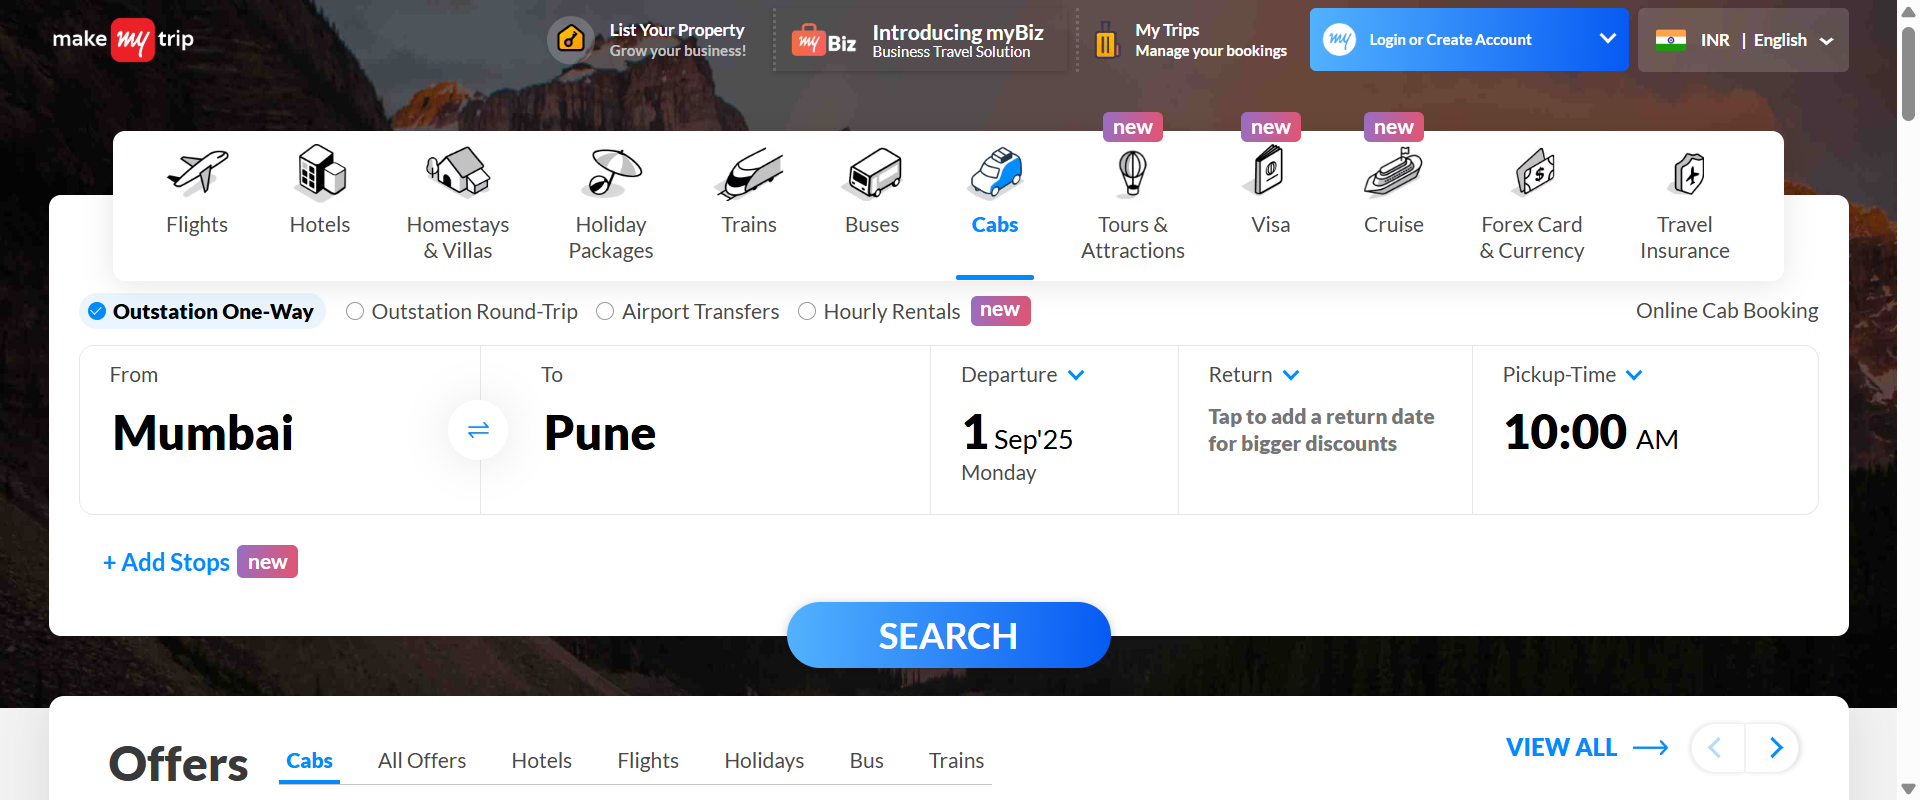 make my trip
List Your Property
Grow your business!
my Biz
Introducing myBiz
Business Travel Solution
My Trips
Manage your bookings
my
Login or Create Account
INR | English
new
new
new
Flights
Hotels
Homestays
& Villas
Holiday
Packages
Trains
Buses
Cabs
Tours &
Attractions
Visa
Cruise
Forex Card
& Currency
Travel
Insurance
Outstation One-Way
Outstation Round-Trip
Airport Transfers
Hourly Rentals new
Online Cab Booking
From
Mumbai
To
Pune
Departure
1 Sep'25
Monday
Return
Tap to add a return date
for bigger discounts
Pickup-Time
10:00 AM
+ Add Stops new
SEARCH
Offers
Cabs
All Offers
Hotels
Flights
Holidays
Bus
Trains
VIEW ALL